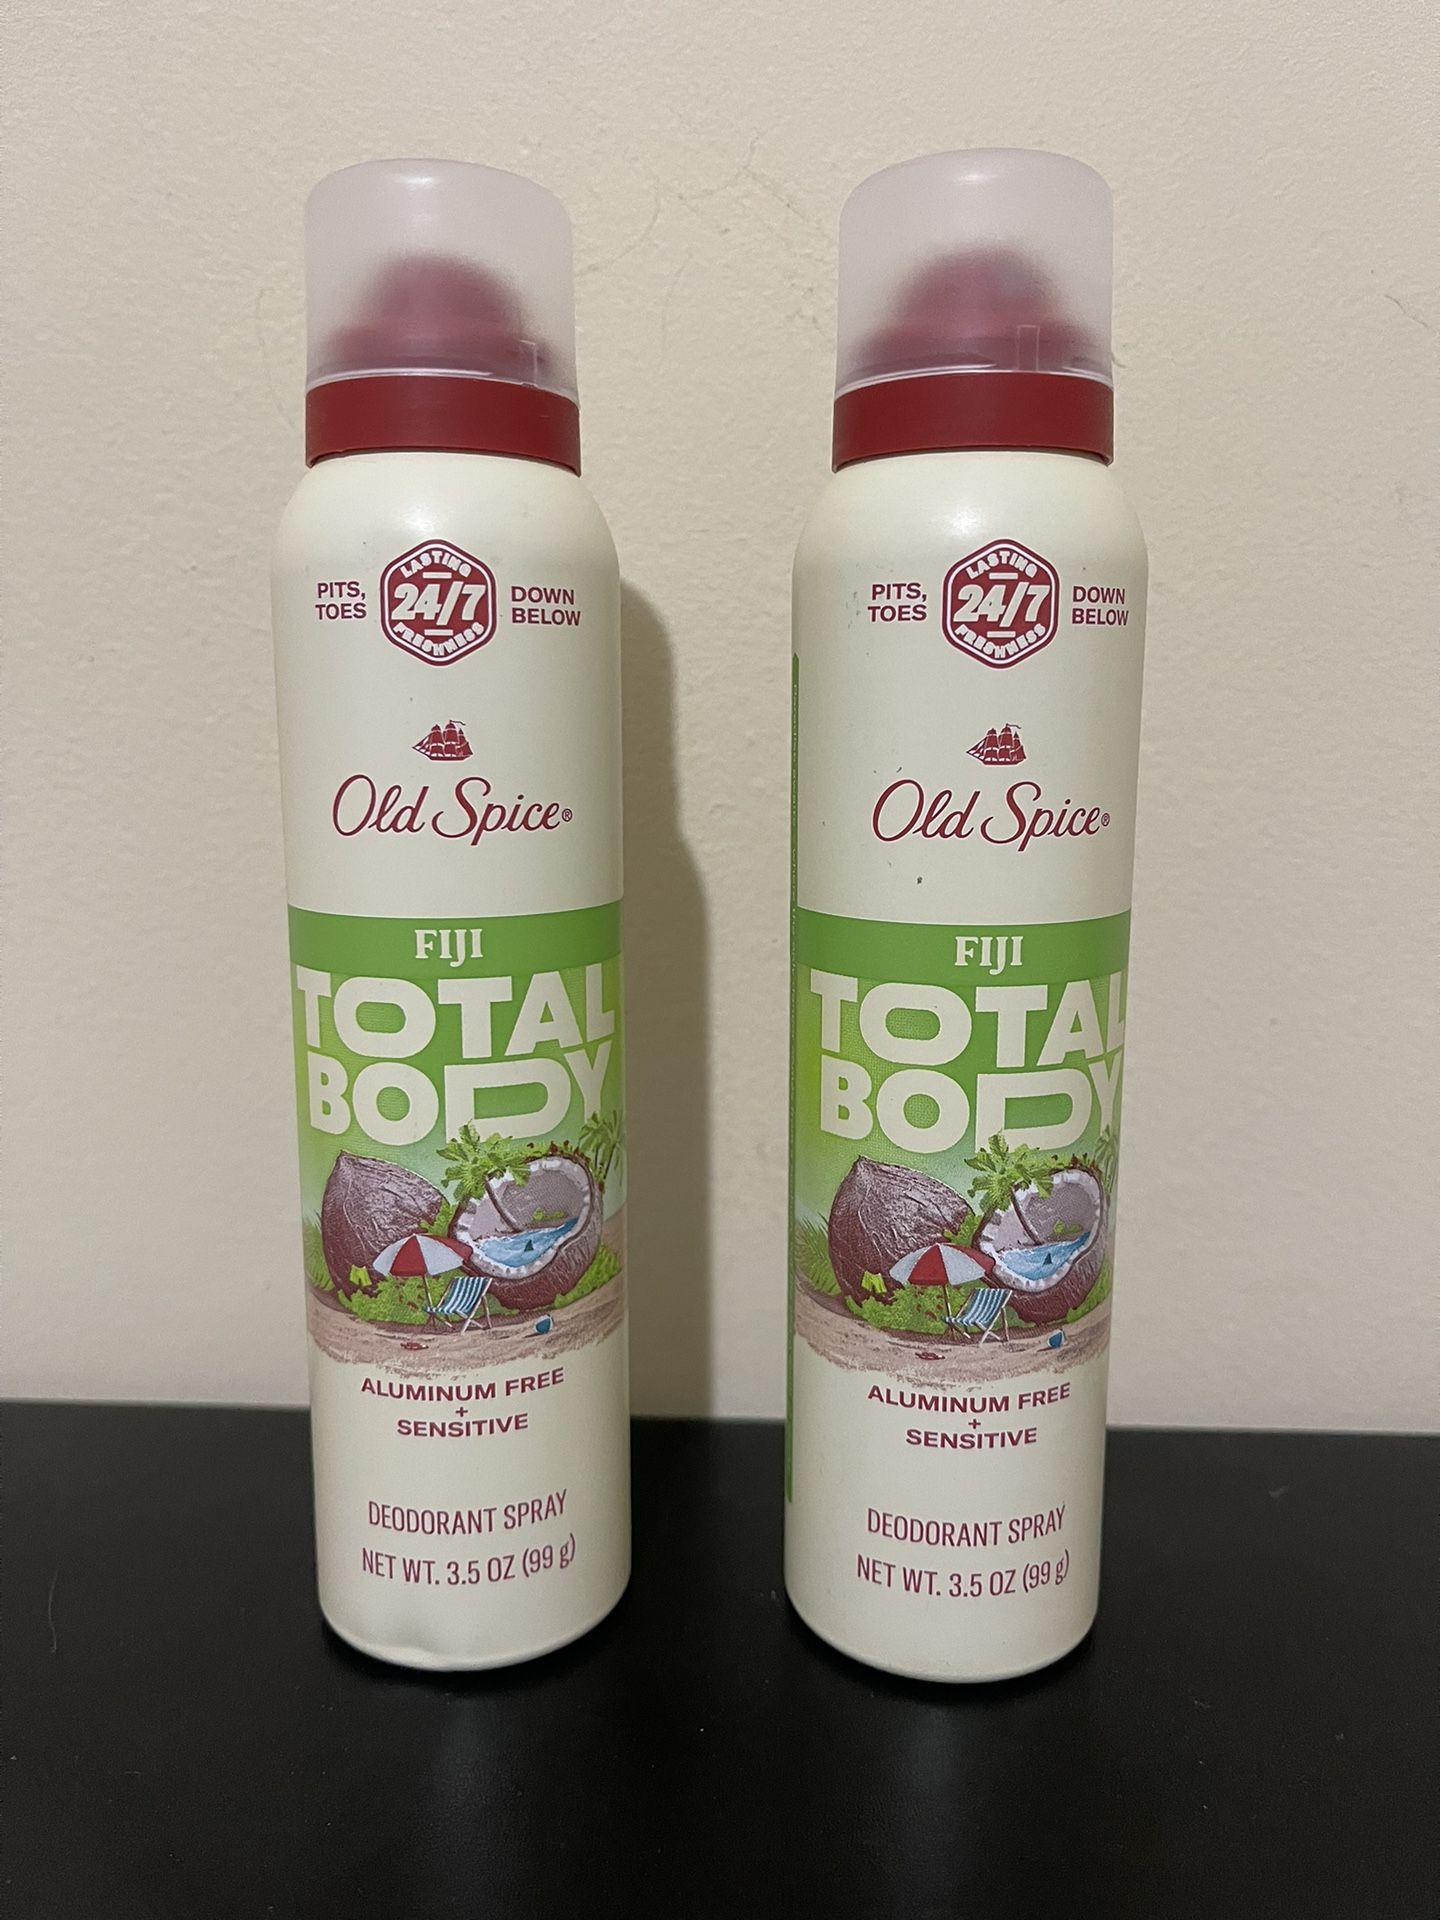 PITS,
TOES
LASTING
24/7
FRESHNESS
DOWN
BELOW
Old Spice®
FIJI
TOTAL
BODY
ALUMINUM FREE
+
SENSITIVE
DEODORANT SPRAY
NET WT. 3.5 OZ (99 g)
PITS,
TOES
LASTING
24/7
FRESHNESS
DOWN
BELOW
Old Spice®
FIJI
TOTAL
BODY
ALUMINUM FREE
+
SENSITIVE
DEODORANT SPRAY
NET WT. 3.5 OZ (99 g)